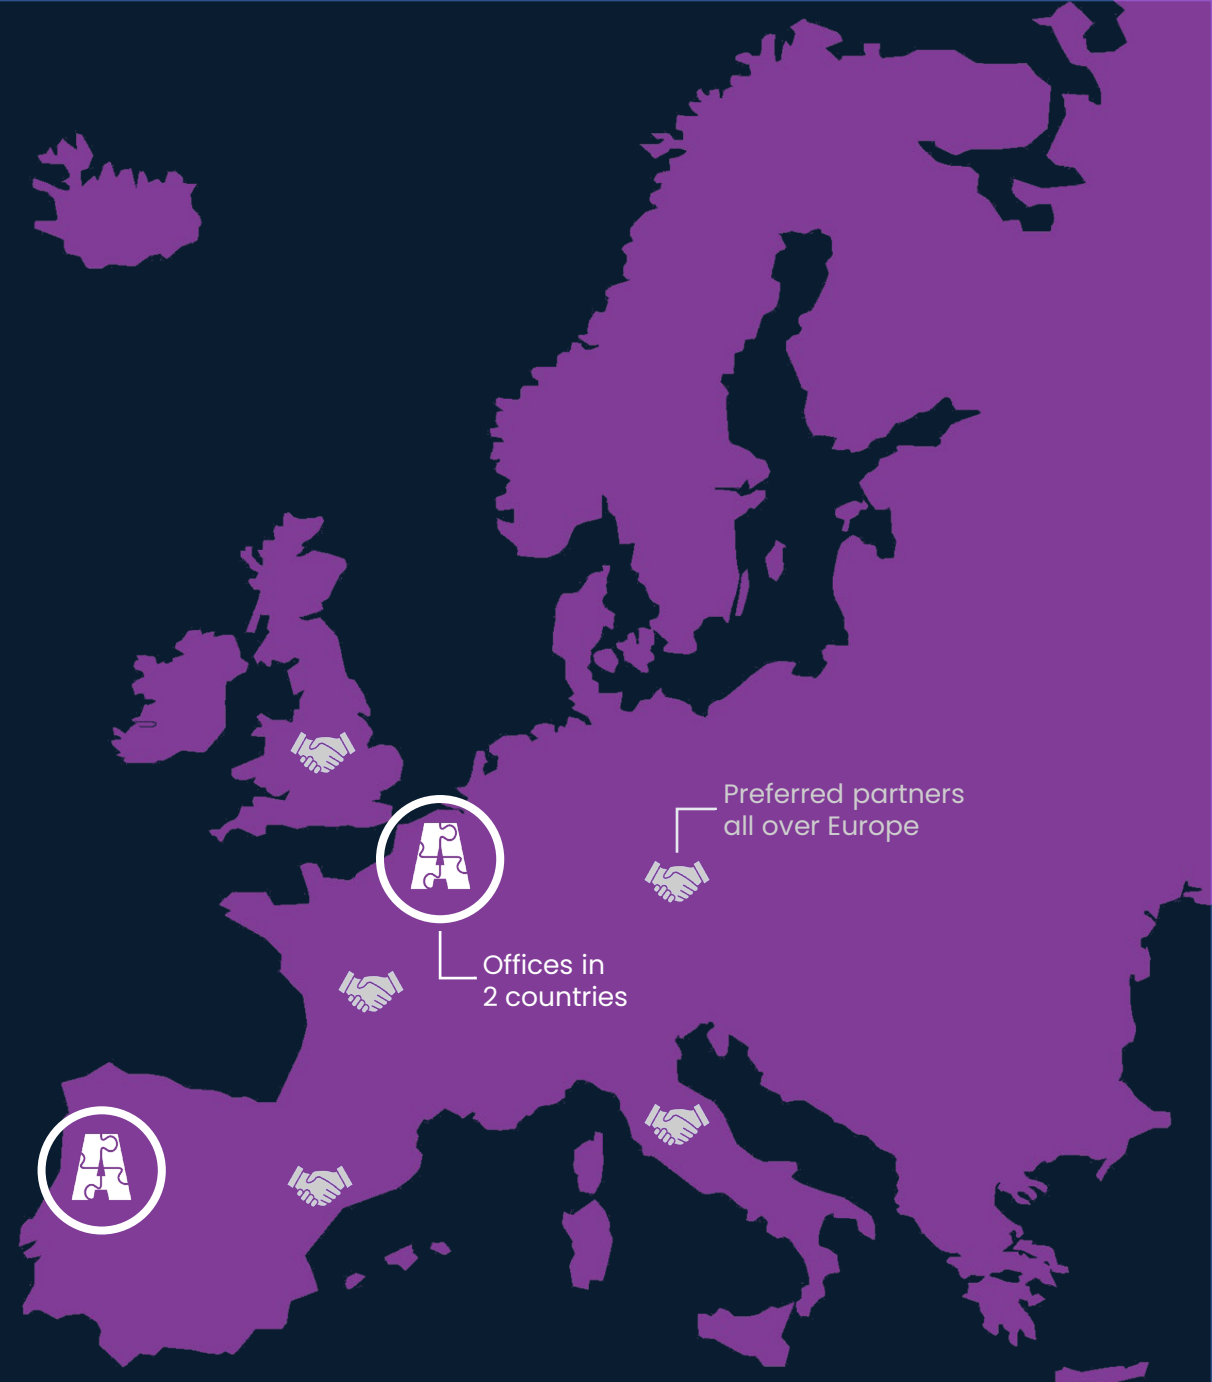 Preferred partners
all over Europe
A
Offices in
2 countries
A